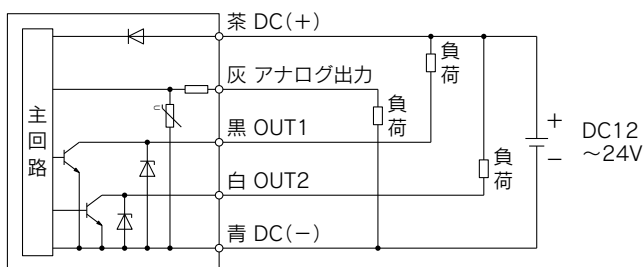 茶 DC(+)
負荷
灰 アナログ出力
負荷
主回路
黒 OUT1
+
−
DC12
～24V
負荷
白 OUT2
青 DC(−)